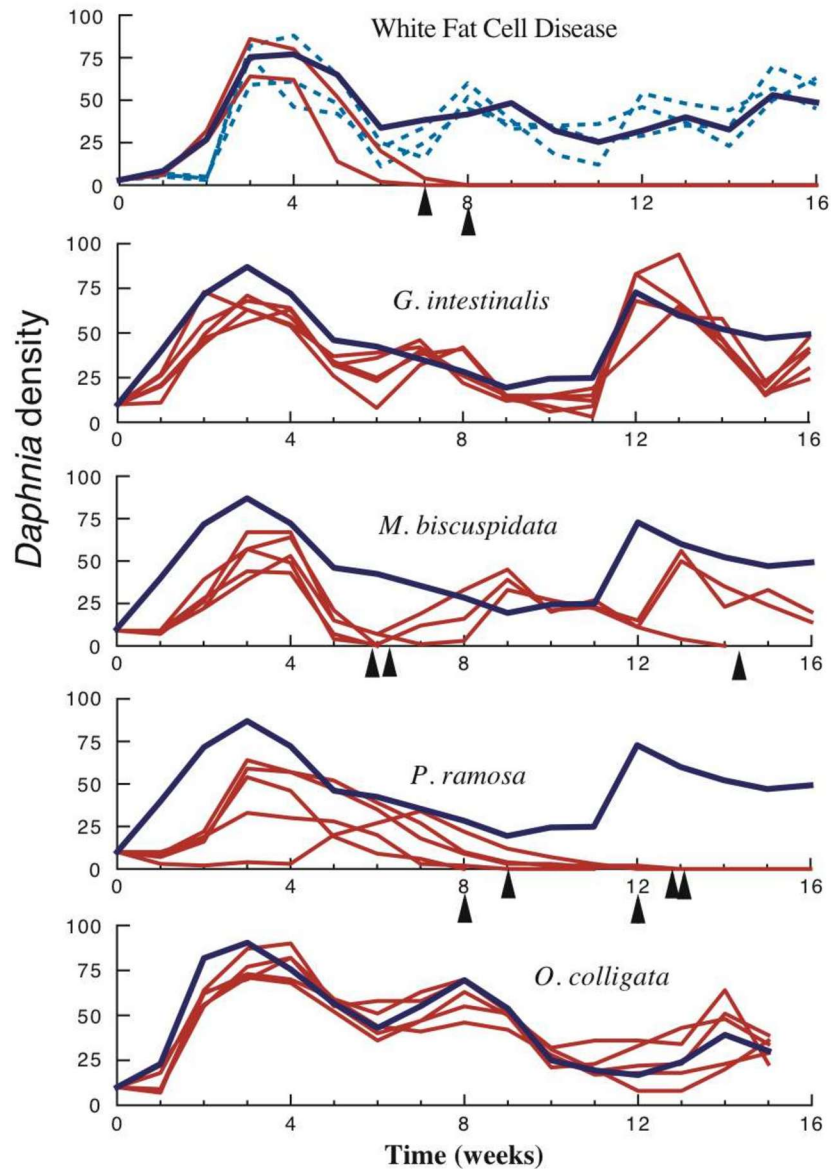 White Fat Cell Disease
100
75
50
25
0
0 4 8 12 16
G. intestinalis
100
75
50
25
0
0 4 8 12 16
Daphnia density
M. biscuspidata
100
75
50
25
0
0 4 8 12 16
P. ramosa
100
75
50
25
0
0 4 8 12 16
O. colligata
100
75
50
25
0
0 4 8 12 16
Time (weeks)